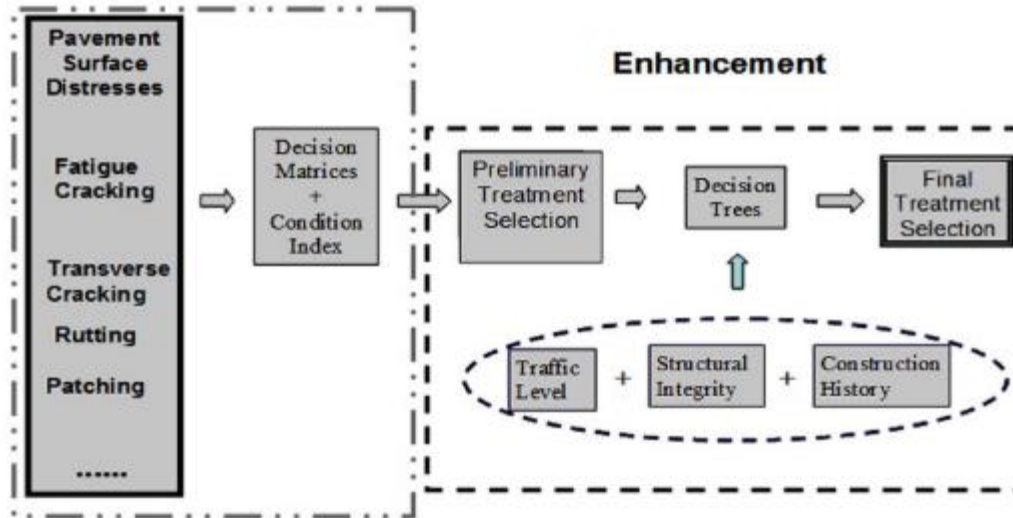 Pavement
Surface
Distresses
Fatigue
Cracking
Transverse
Cracking
Rutting
Patching
......
Decision
Matrices
+
Condition
Index
Enhancement
Preliminary
Treatment
Selection
Decision
Trees
Final
Treatment
Selection
Traffic
Level
+
Structural
Integrity
+
Construction
History